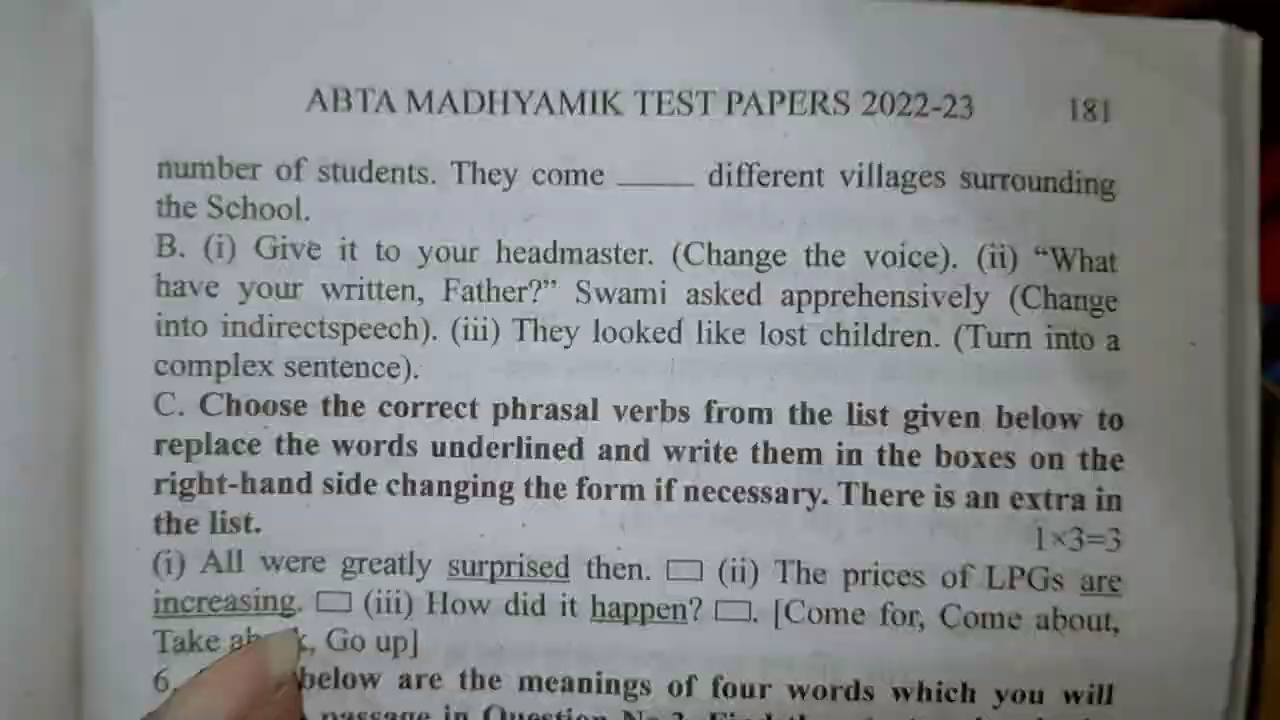 ABTA MADHYAMIK TEST PAPERS 2022-23 181
number of students. They come _____ different villages surrounding
the School.
B. (i) Give it to your headmaster. (Change the voice). (ii) “What
have your written, Father?” Swami asked apprehensively (Change
into indirectspeech). (iii) They looked like lost children. (Turn into a
complex sentence).
C. Choose the correct phrasal verbs from the list given below to
replace the words underlined and write them in the boxes on the
right-hand side changing the form if necessary. There is an extra in
the list.
1×3=3
(i) All were greatly surprised then. □ (ii) The prices of LPGs are
increasing. □ (iii) How did it happen? □. [Come for, Come about,
Take Go up]
6. below are the meanings of four words which you will
passage in Question No